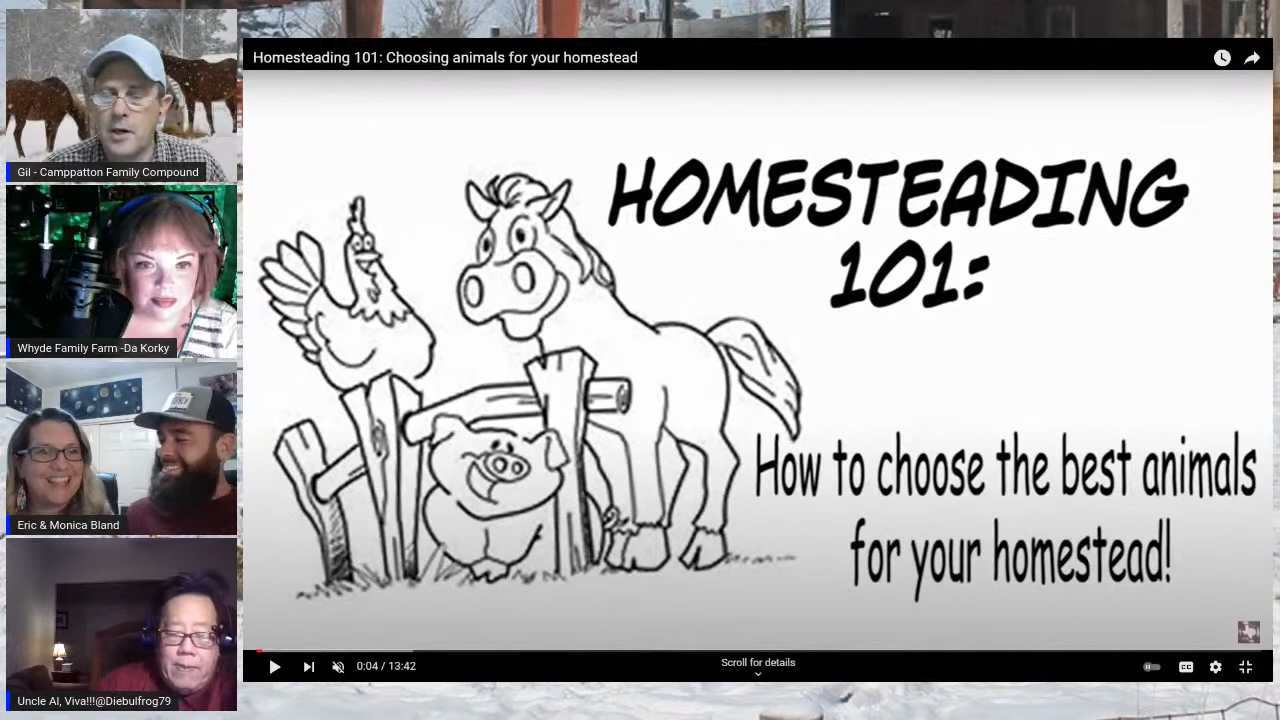 Homesteading 101: Choosing animals for your homestead
HOMESTEADING
101:
How to choose the best animals
for your homestead!
Gil - Camppatton Family Compound
Whyde Family Farm -Da Korky
Eric & Monica Bland
Uncle Al, Viva!!!@Diebulfrog79
0:04 / 13:42
Scroll for details
CC